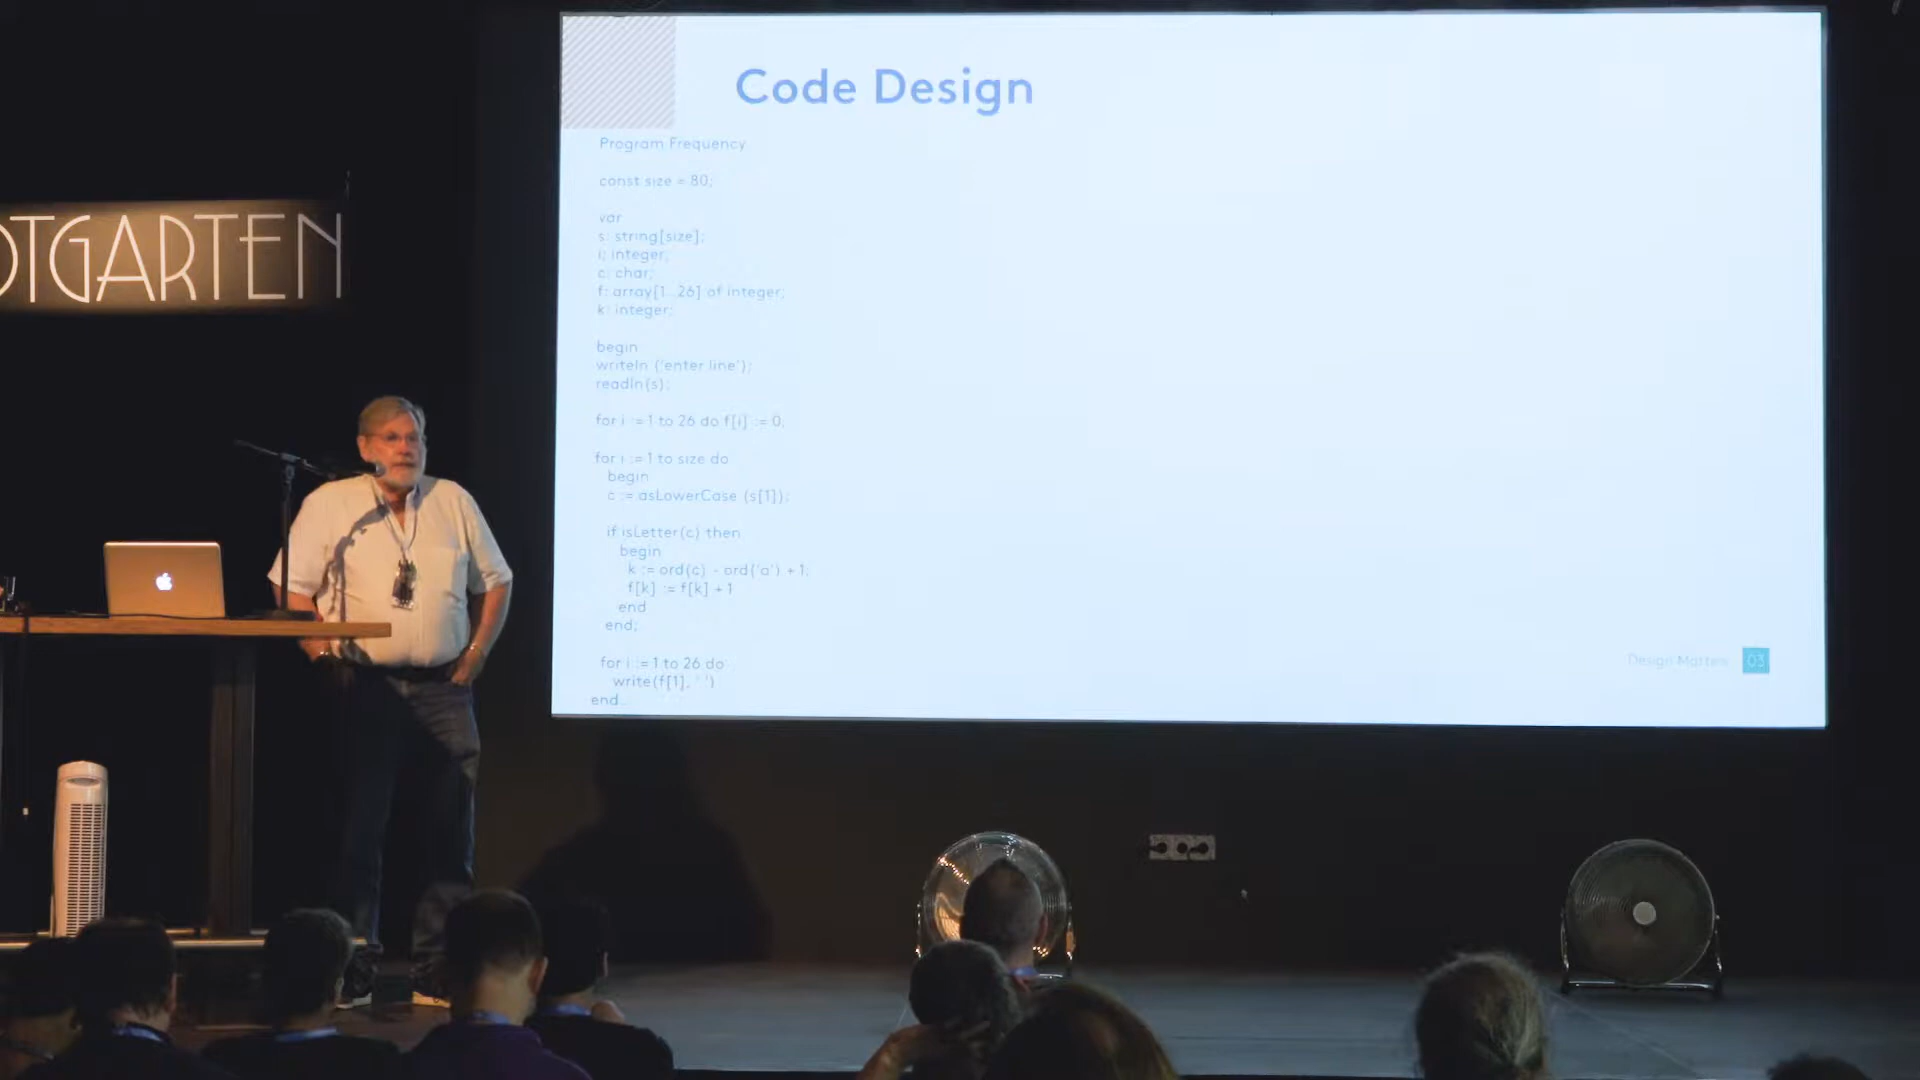 OTGARTEN
Code Design
Program Frequency
const size = 80;
var
s: string[size];
i: integer;
c: char;
f: array[1..26] of integer;
k: integer;
begin
writeln ('enter line');
readln(s);
for i := 1 to 26 do f[i] := 0;
for i := 1 to size do
begin
c := asLowerCase (s[1]);
if isLetter(c) then
begin
k := ord(c) - ord('a') + 1;
f[k] := f[k] + 1
end
end;
for i := 1 to 26 do
write(f[1], ' ')
end.
Design Matters 03